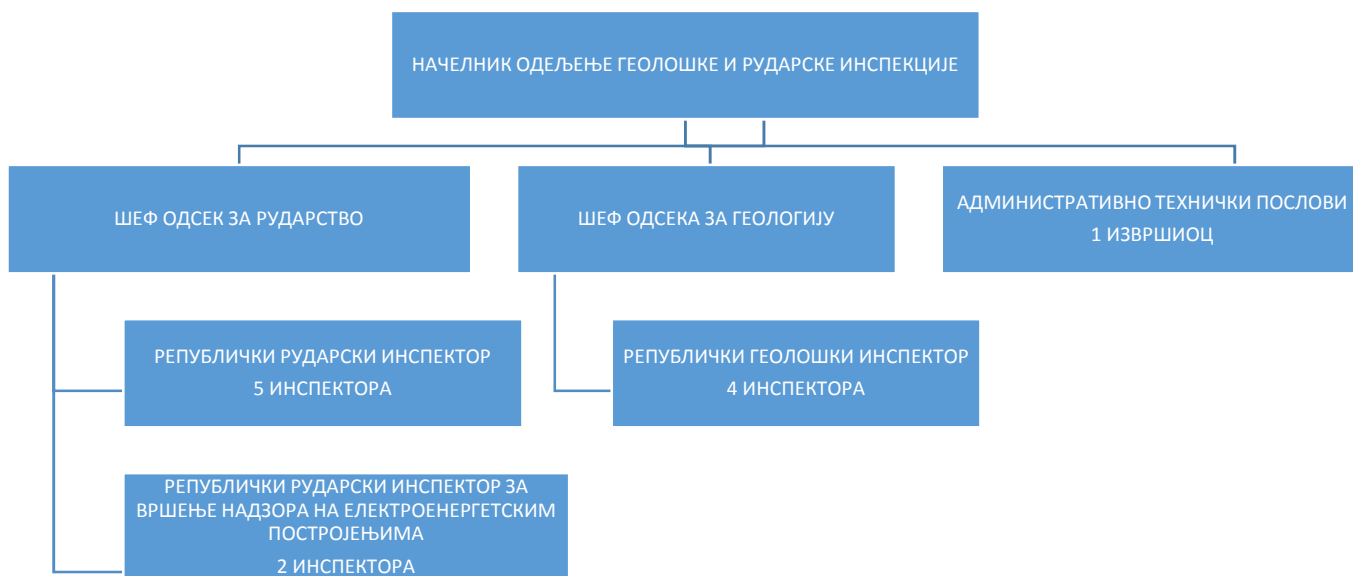 НАЧЕЛНИК ОДЕЉЕЊЕ ГЕОЛОШКЕ И РУДАРСКЕ ИНСПЕКЦИЈЕ
ШЕФ ОДСЕК ЗА РУДАРСТВО
ШЕФ ОДСЕКА ЗА ГЕОЛОГИЈУ
АДМИНИСТРАТИВНО ТЕХНИЧКИ ПОСЛОВИ
1 ИЗВРШИОЦ
РЕПУБЛИЧКИ РУДАРСКИ ИНСПЕКТОР
5 ИНСПЕКТОРА
РЕПУБЛИЧКИ ГЕОЛОШКИ ИНСПЕКТОР
4 ИНСПЕКТОРА
РЕПУБЛИЧКИ РУДАРСКИ ИНСПЕКТОР ЗА
ВРШЕЊЕ НАДЗОРА НА ЕЛЕКТРОЕНЕРГЕТСКИМ
ПОСТРОЈЕЊИМА
2 ИНСПЕКТОРА